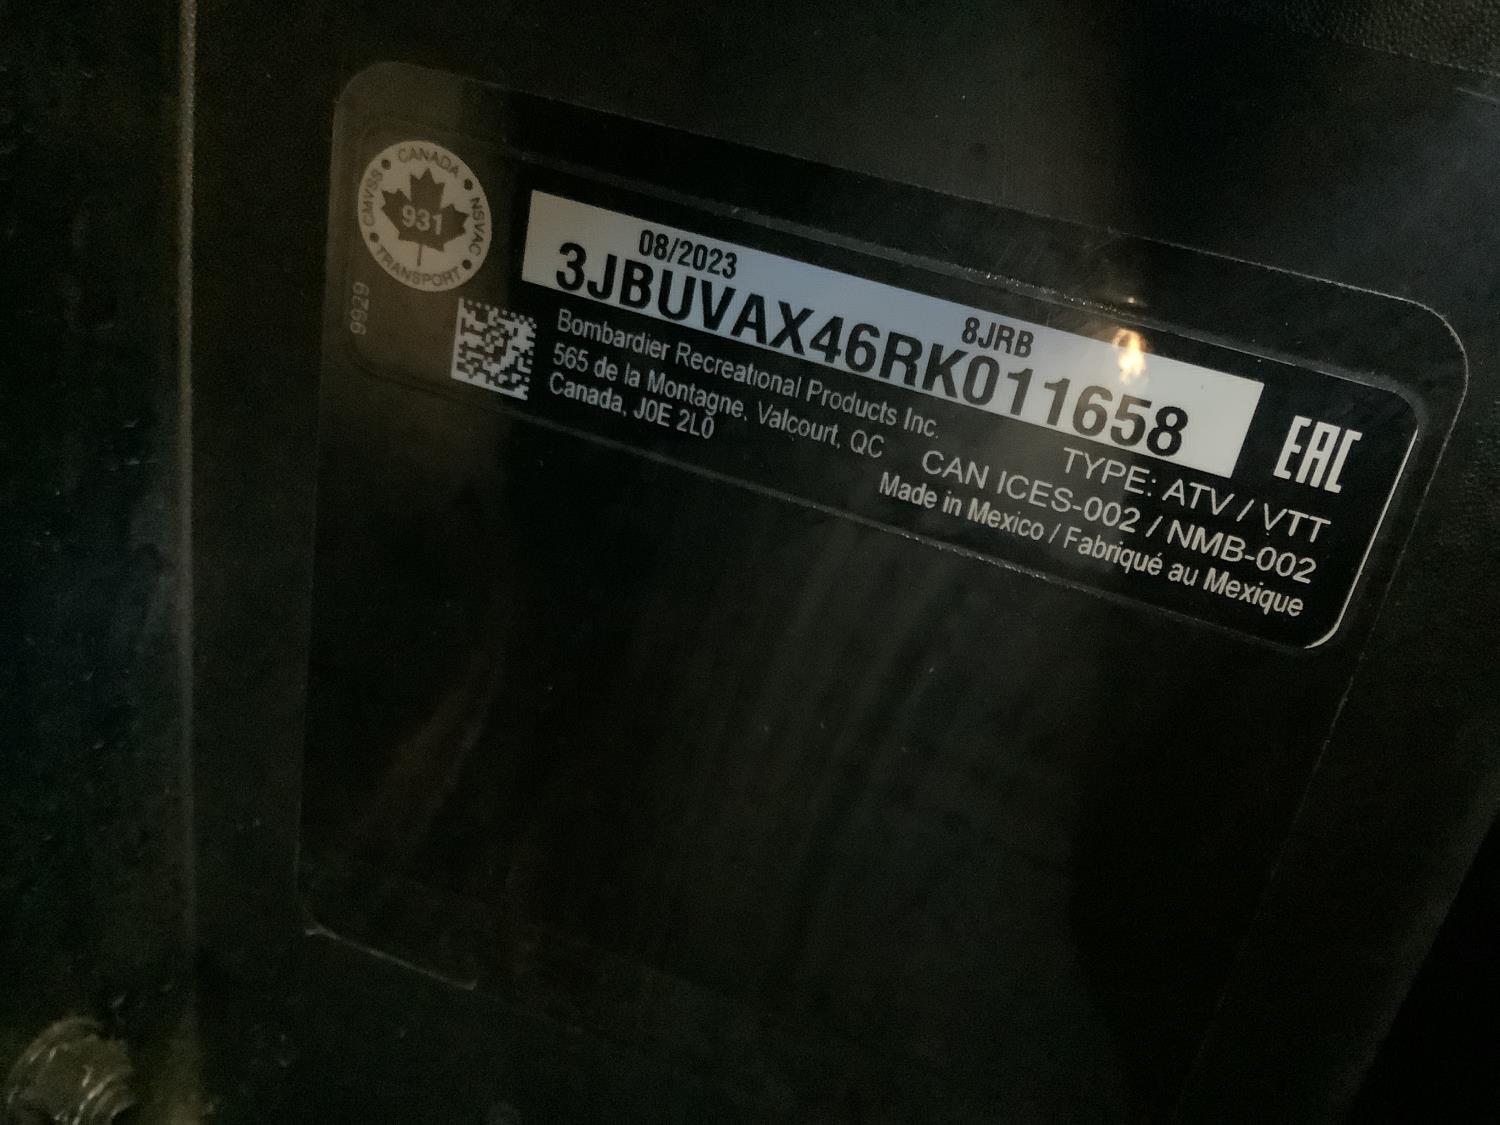 CANADA
CMVSS 931 NSVAC
TRANSPORT
9929
08/2023
8JRB
3JBUVAX46RK011658
EAC
Bombardier Recreational Products Inc.
565 de la Montagne, Valcourt, QC
Canada, J0E 2L0
TYPE: ATV / VTT
CAN ICES-002 / NMB-002
Made in Mexico / Fabriqué au Mexique